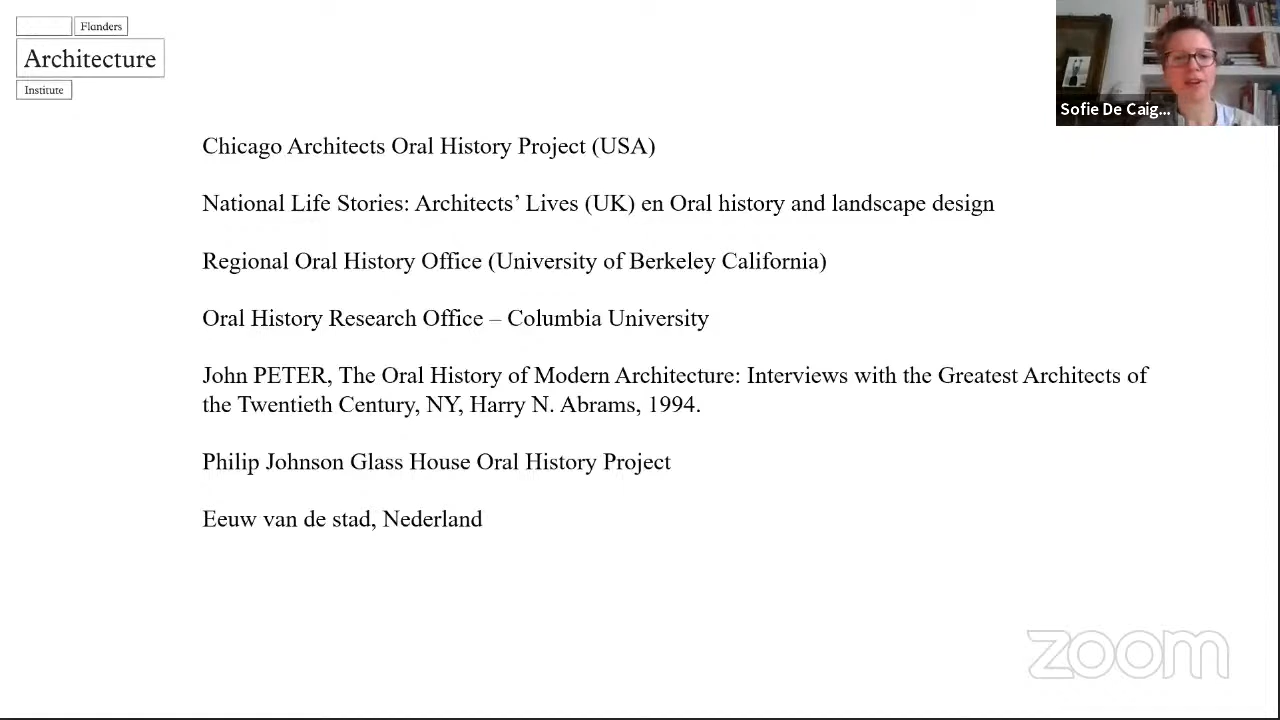 Flanders
Architecture
Institute
Sofie De Caig...
Chicago Architects Oral History Project (USA)
National Life Stories: Architects’ Lives (UK) en Oral history and landscape design
Regional Oral History Office (University of Berkeley California)
Oral History Research Office – Columbia University
John PETER, The Oral History of Modern Architecture: Interviews with the Greatest Architects of
the Twentieth Century, NY, Harry N. Abrams, 1994.
Philip Johnson Glass House Oral History Project
Eeuw van de stad, Nederland
zoom